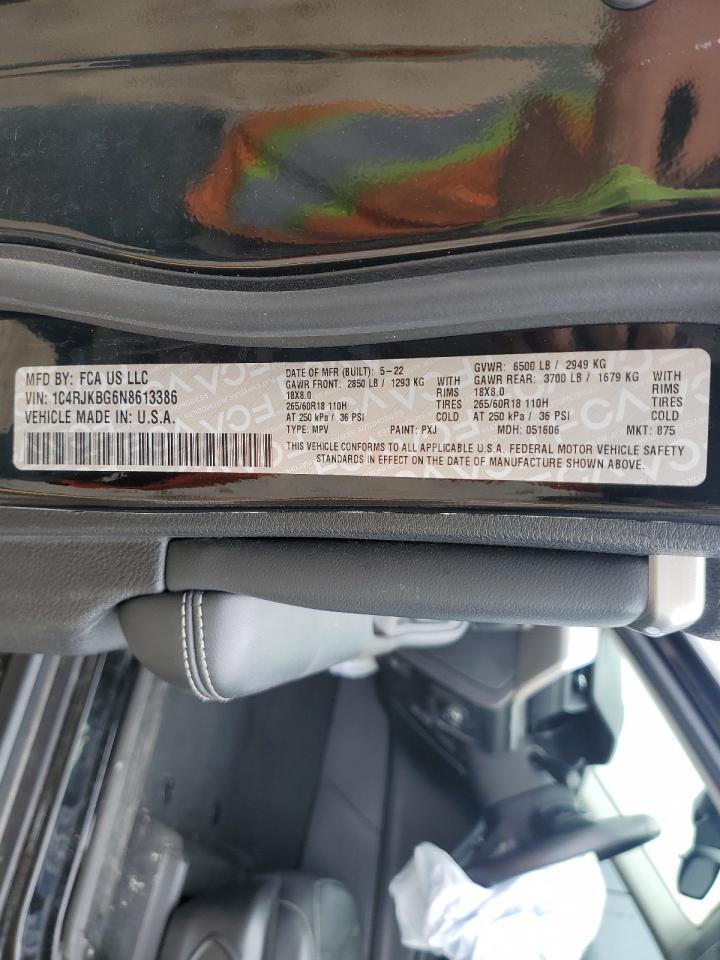 MFD BY: FCA US LLC
VIN: 1C4RJKBG6N8613386
VEHICLE MADE IN U.S.A.
DATE OF MFR (BUILT): 5-22
GAWR FRONT: 2850 LB / 1293 KG WITH
18X8.0 RIMS
265/60R18 110H TIRES
AT 250 kPa / 36 PSI COLD
TYPE: MPV PAINT: PXJ
GVWR: 6500 LB / 2949 KG
GAWR REAR: 3700 LB / 1679 KG WITH
18X8.0 RIMS
265/60R18 110H TIRES
AT 250 kPa / 36 PSI COLD
MDH: 051606 MKT: 875
THIS VEHICLE CONFORMS TO ALL APPLICABLE U.S.A. FEDERAL MOTOR VEHICLE SAFETY
STANDARDS IN EFFECT ON THE DATE OF MANUFACTURE SHOWN ABOVE.